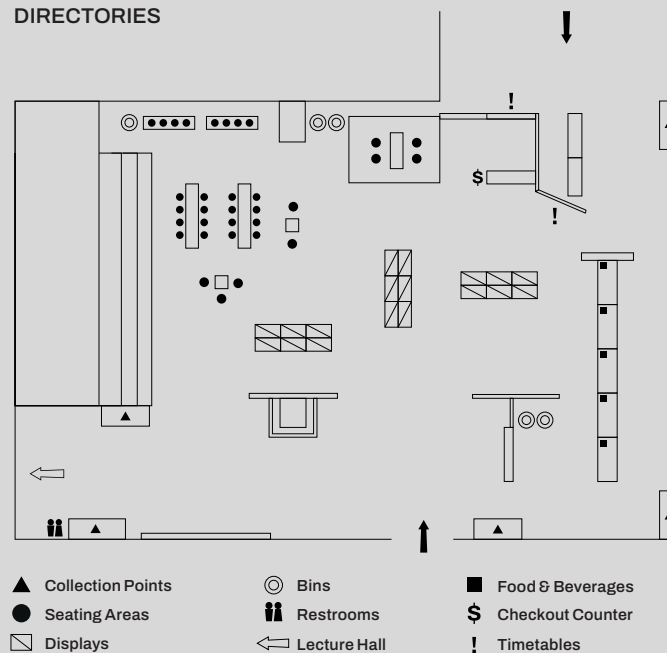 DIRECTORIES
!
$
!
Collection Points
Bins
Food & Beverages
Seating Areas
Restrooms
$ Checkout Counter
Displays
Lecture Hall
! Timetables